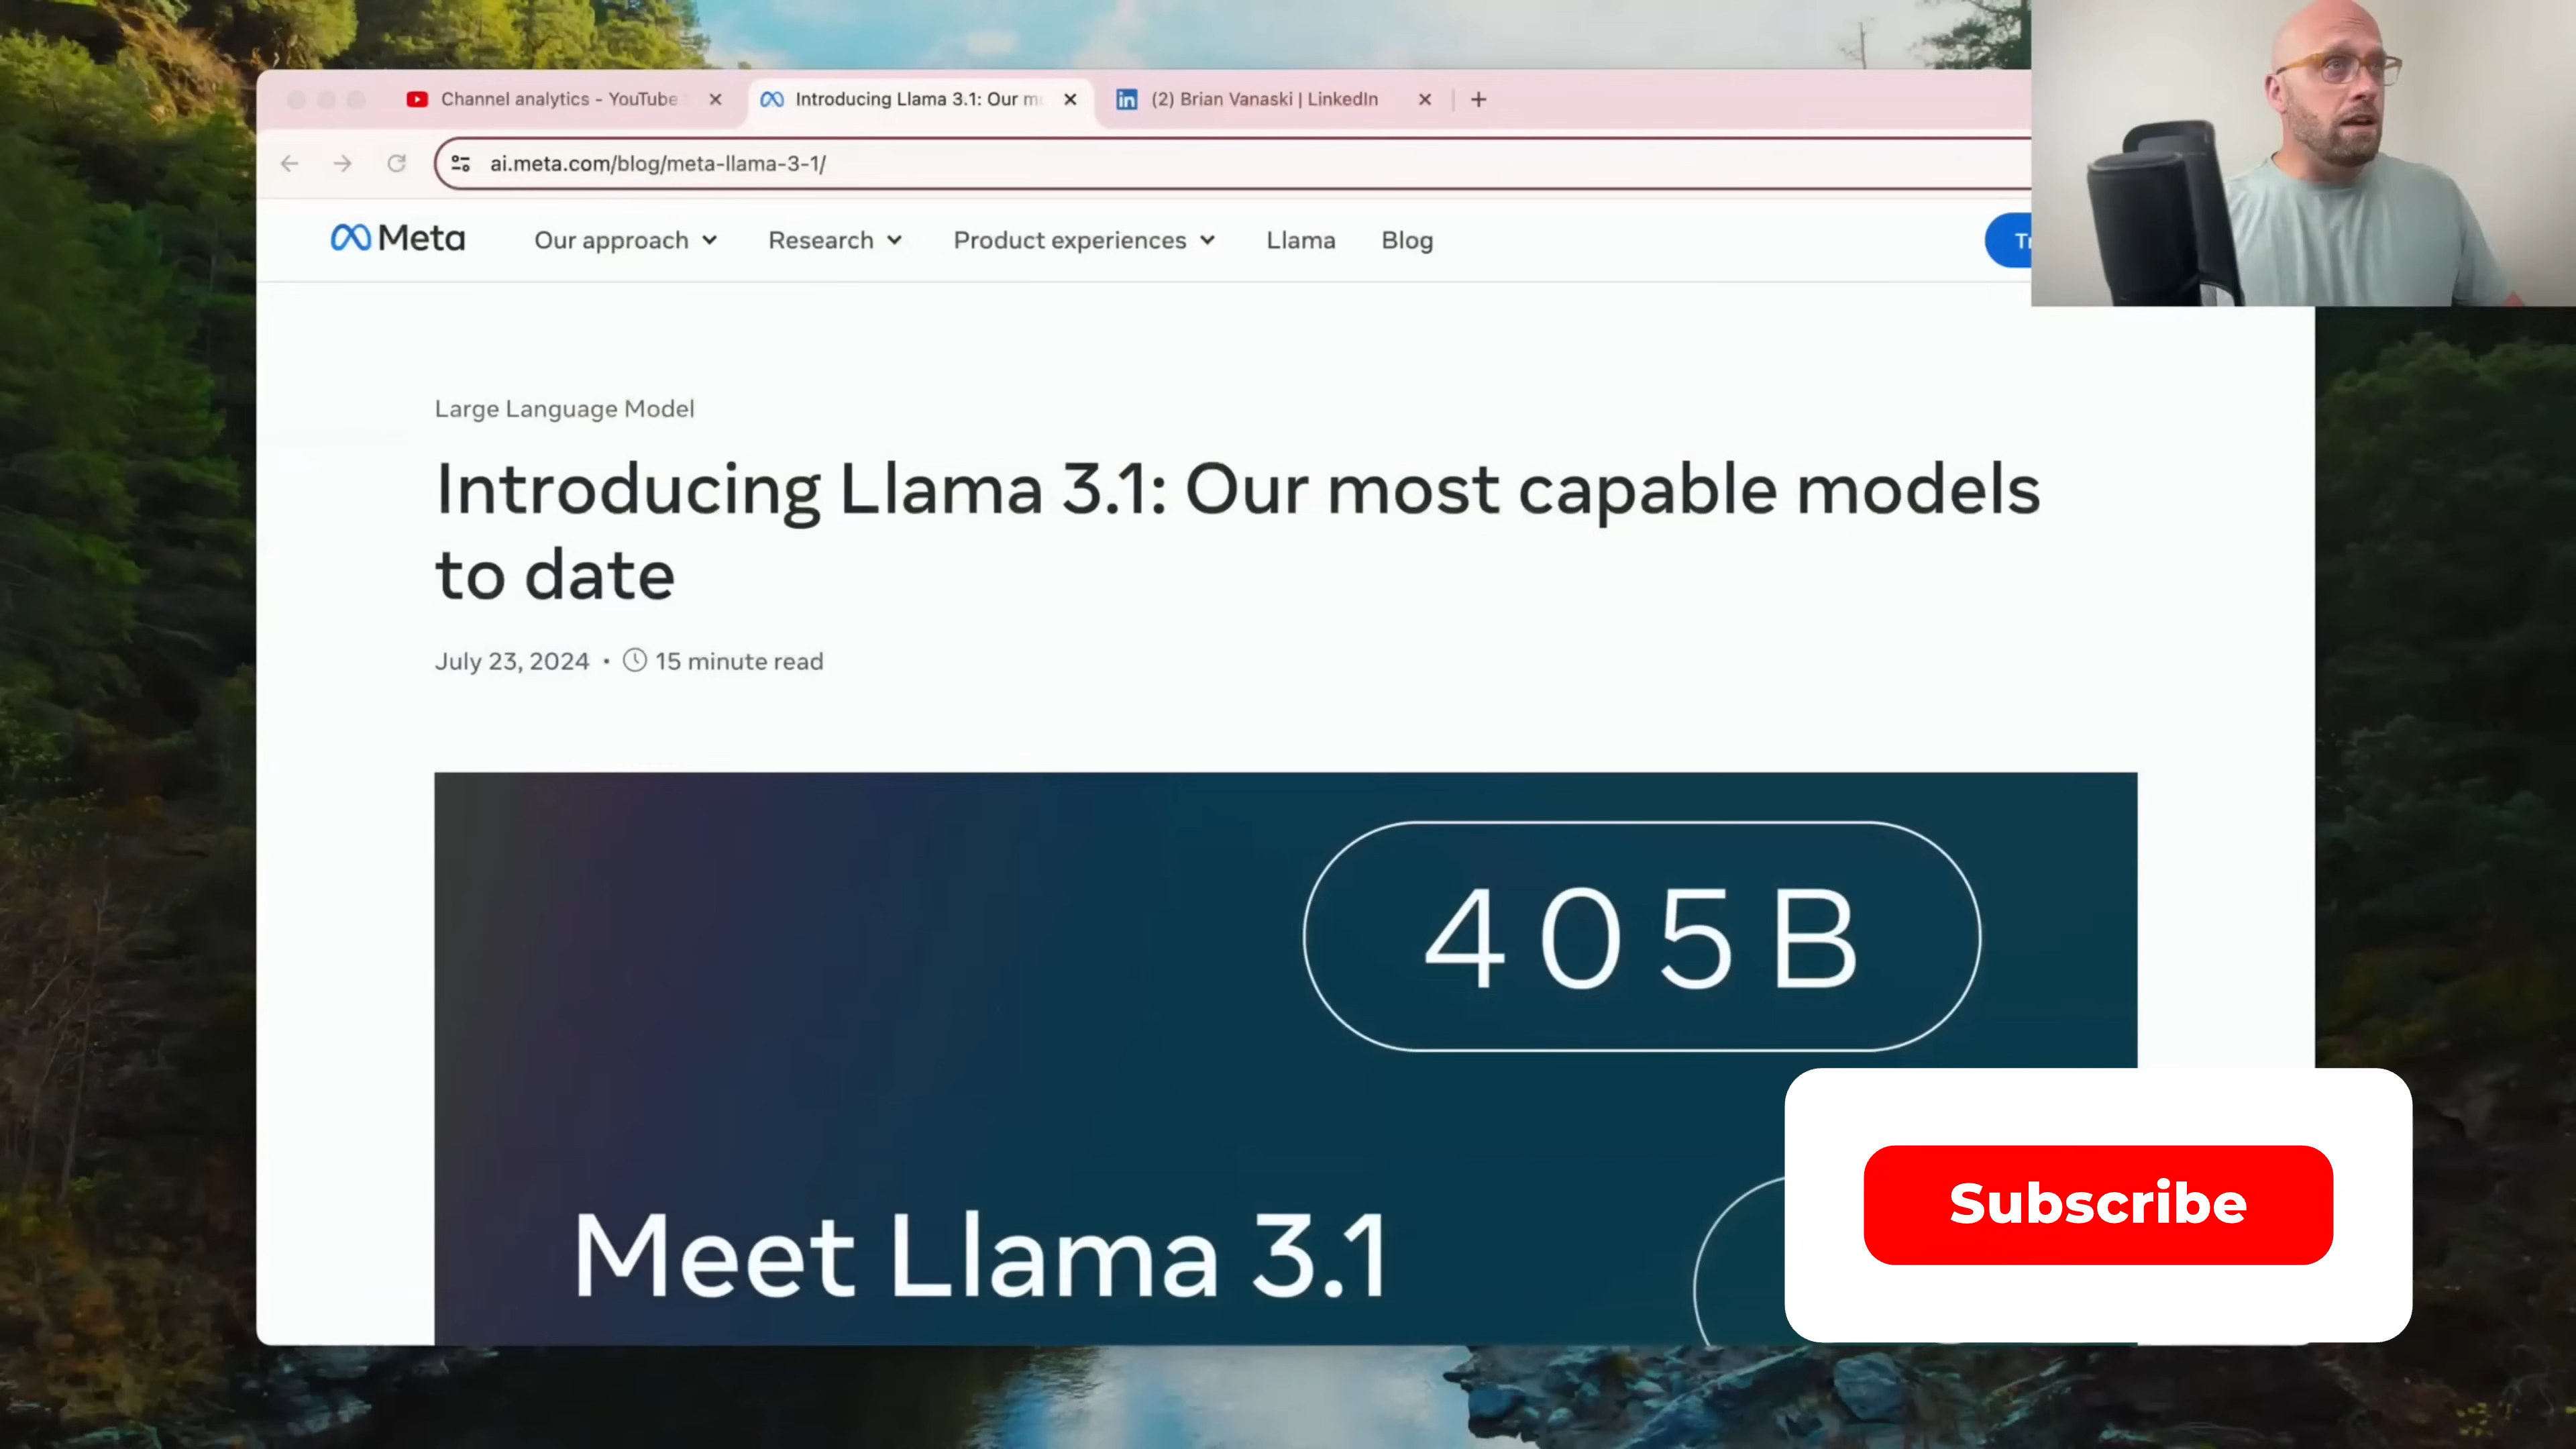 Channel analytics - YouTube
Introducing Llama 3.1: Our m
(2) Brian Vanaski | LinkedIn
ai.meta.com/blog/meta-llama-3-1/
Meta
Our approach
Research
Product experiences
Llama
Blog
Large Language Model
Introducing Llama 3.1: Our most capable models
to date
July 23, 2024 • 15 minute read
405B
Meet Llama 3.1
Subscribe